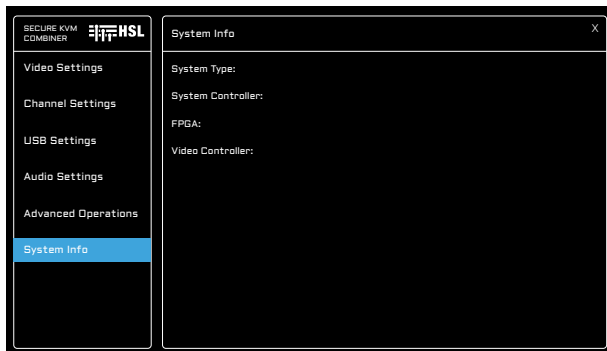 SECURE KVM
COMBINER
HSL
Video Settings
Channel Settings
USB Settings
Audio Settings
Advanced Operations
System Info
System Info
X
System Type:
System Controller:
FPGA:
Video Controller: